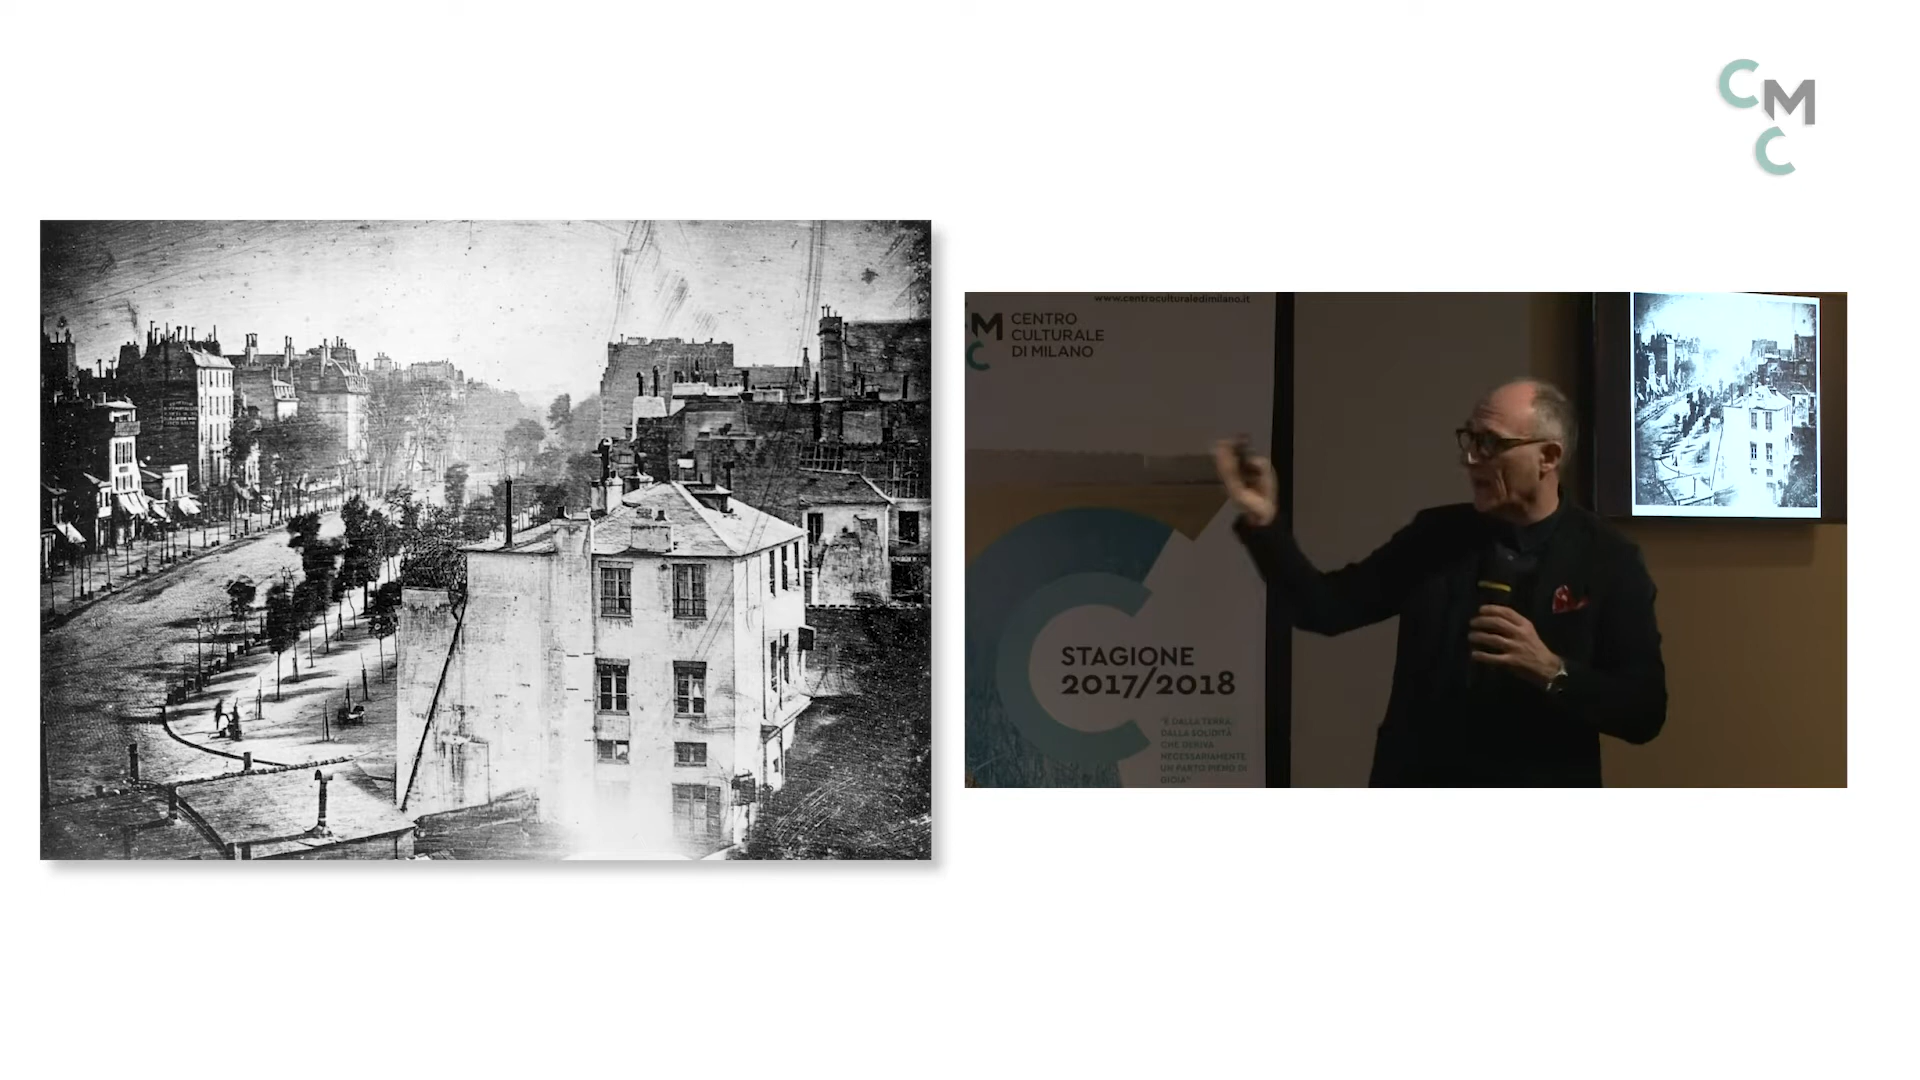 C
M
C
www.centroculturaledimilano.it
M
C
CENTRO
CULTURALE
DI MILANO
STAGIONE
2017/2018
"È DALLA TERRA,
DALLA SOLIDITÀ
CHE DERIVA
NECESSARIAMENTE
UN PARTO PIENO DI
GIOIA"